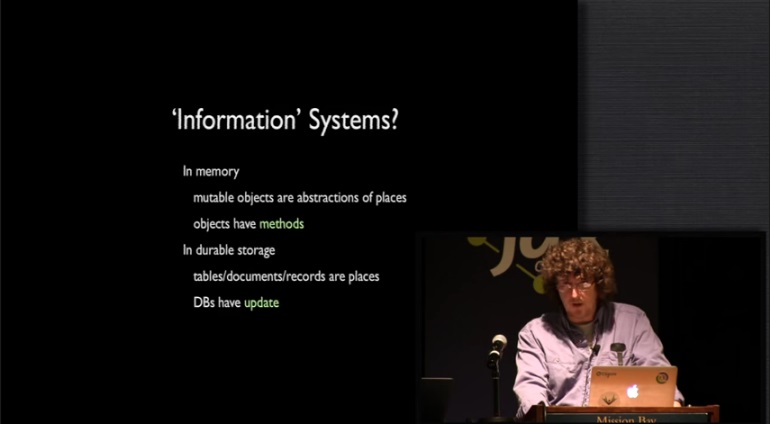 ‘Information’ Systems?
In memory
mutable objects are abstractions of places
objects have methods
In durable storage
tables/documents/records are places
DBs have update
Mission Bay